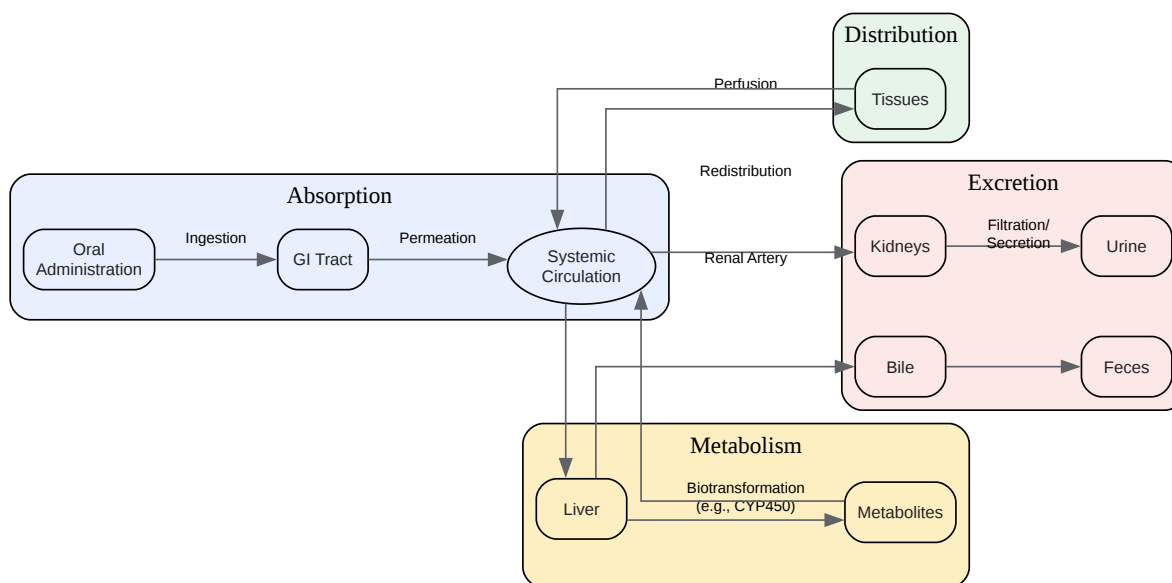 Distribution
Perfusion
Tissues
Redistribution
Absorption
Oral
Administration
Ingestion
GI Tract
Permeation
Systemic
Circulation
Renal Artery
Excretion
Kidneys
Filtration/
Secretion
Urine
Bile
Feces
Metabolism
Liver
Biotransformation
(e.g., CYP450)
Metabolites